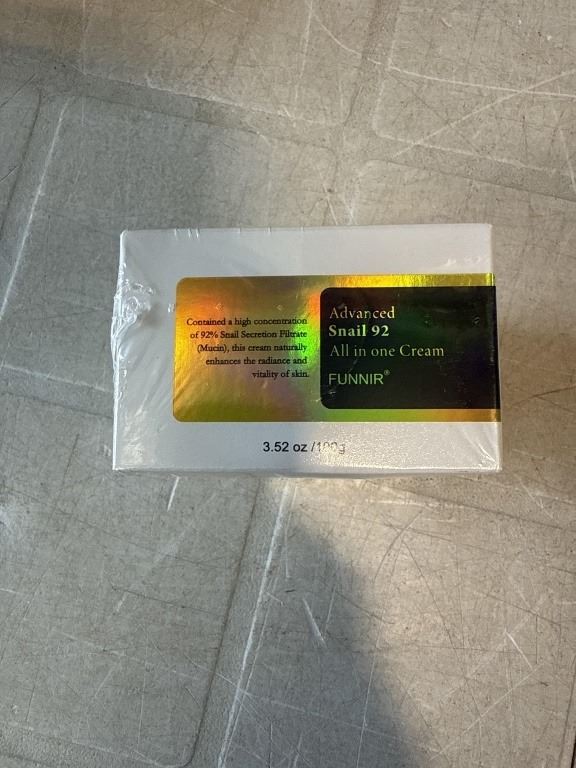 Contained a high concentration
of 92% Snail Secretion Filtrate
(Mucin), this cream naturally
enhances the radiance and
vitality of skin.
Advanced
Snail 92
All in one Cream
FUNNIR®
3.52 oz /100g